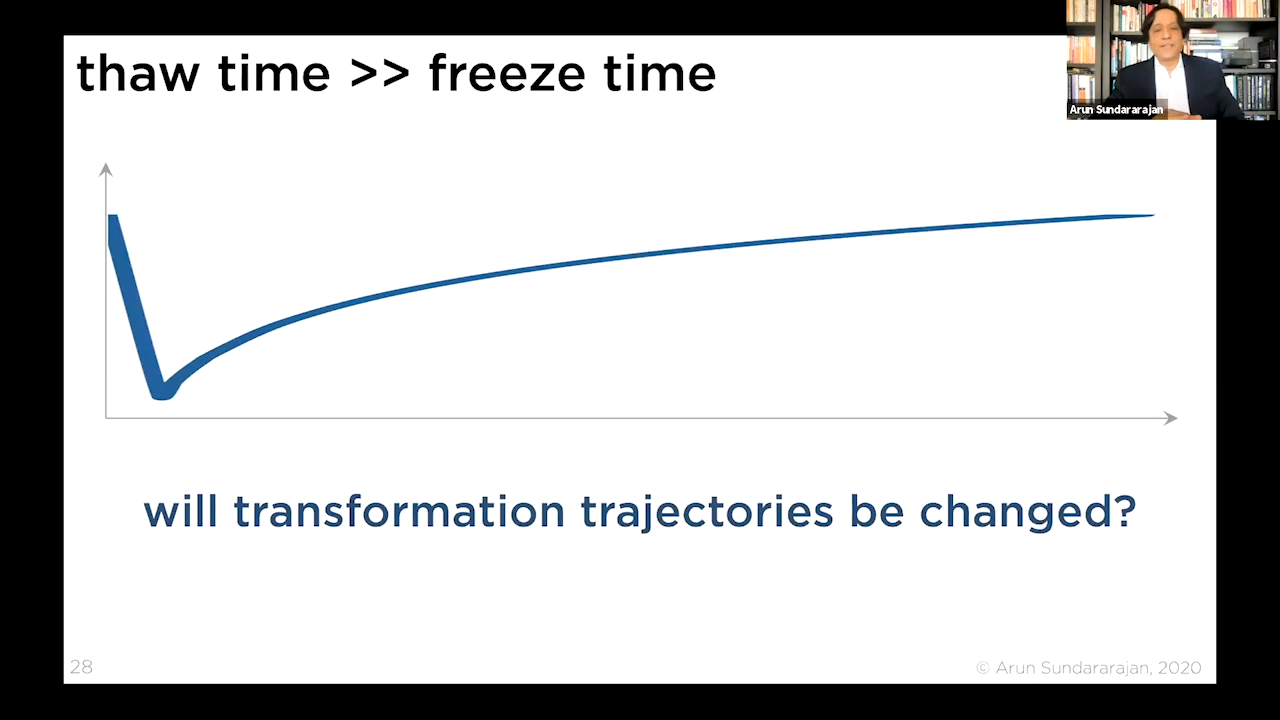 thaw time >> freeze time
Arun Sundararajan
will transformation trajectories be changed?
28
© Arun Sundararajan, 2020